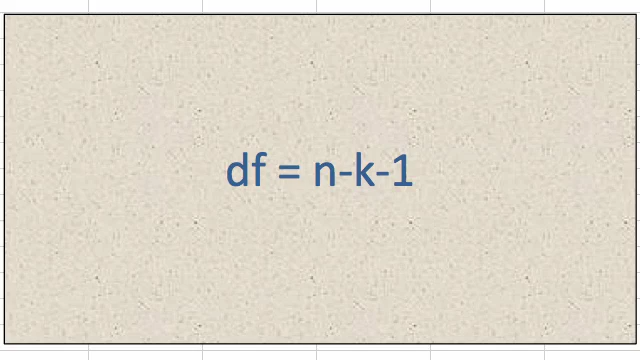 df = n-k-1